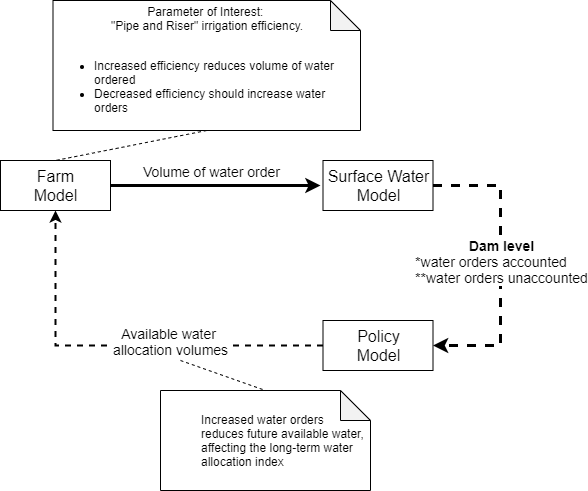 Parameter of Interest:
"Pipe and Riser" irrigation efficiency.
• Increased efficiency reduces volume of water
ordered
• Decreased efficiency should increase water
orders
Farm
Model
Volume of water order
Surface Water
Model
Dam level
*water orders accounted
**water orders unaccounted
Available water
allocation volumes
Policy
Model
Increased water orders
reduces future available water,
affecting the long-term water
allocation index